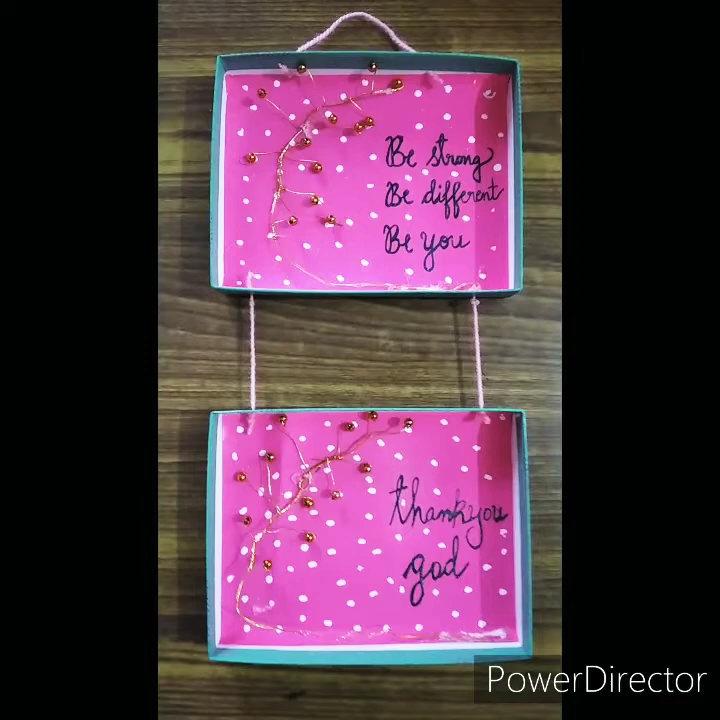 Be strong
Be different
Be you
thankyou
god
PowerDirector